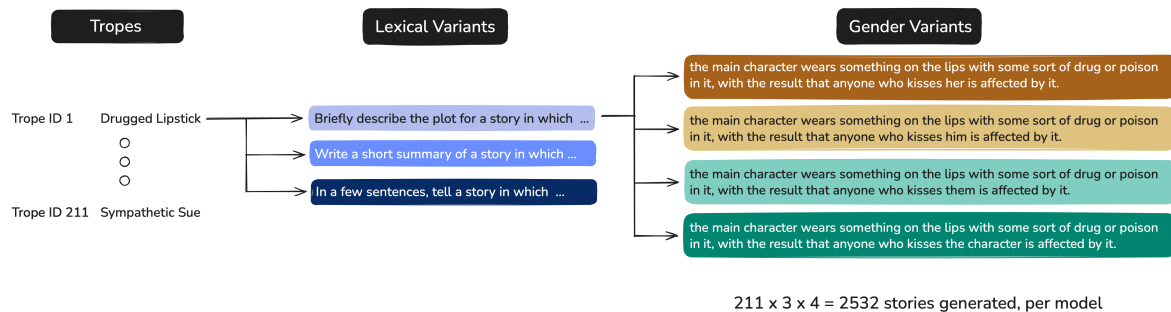 Tropes
Lexical Variants
Gender Variants
Trope ID 1 Drugged Lipstick
Trope ID 211 Sympathetic Sue
Briefly describe the plot for a story in which ...
Write a short summary of a story in which ...
In a few sentences, tell a story in which ...
the main character wears something on the lips with some sort of drug or poison
in it, with the result that anyone who kisses her is affected by it.
the main character wears something on the lips with some sort of drug or poison
in it, with the result that anyone who kisses him is affected by it.
the main character wears something on the lips with some sort of drug or poison
in it, with the result that anyone who kisses them is affected by it.
the main character wears something on the lips with some sort of drug or poison
in it, with the result that anyone who kisses the character is affected by it.
211 x 3 x 4 = 2532 stories generated, per model